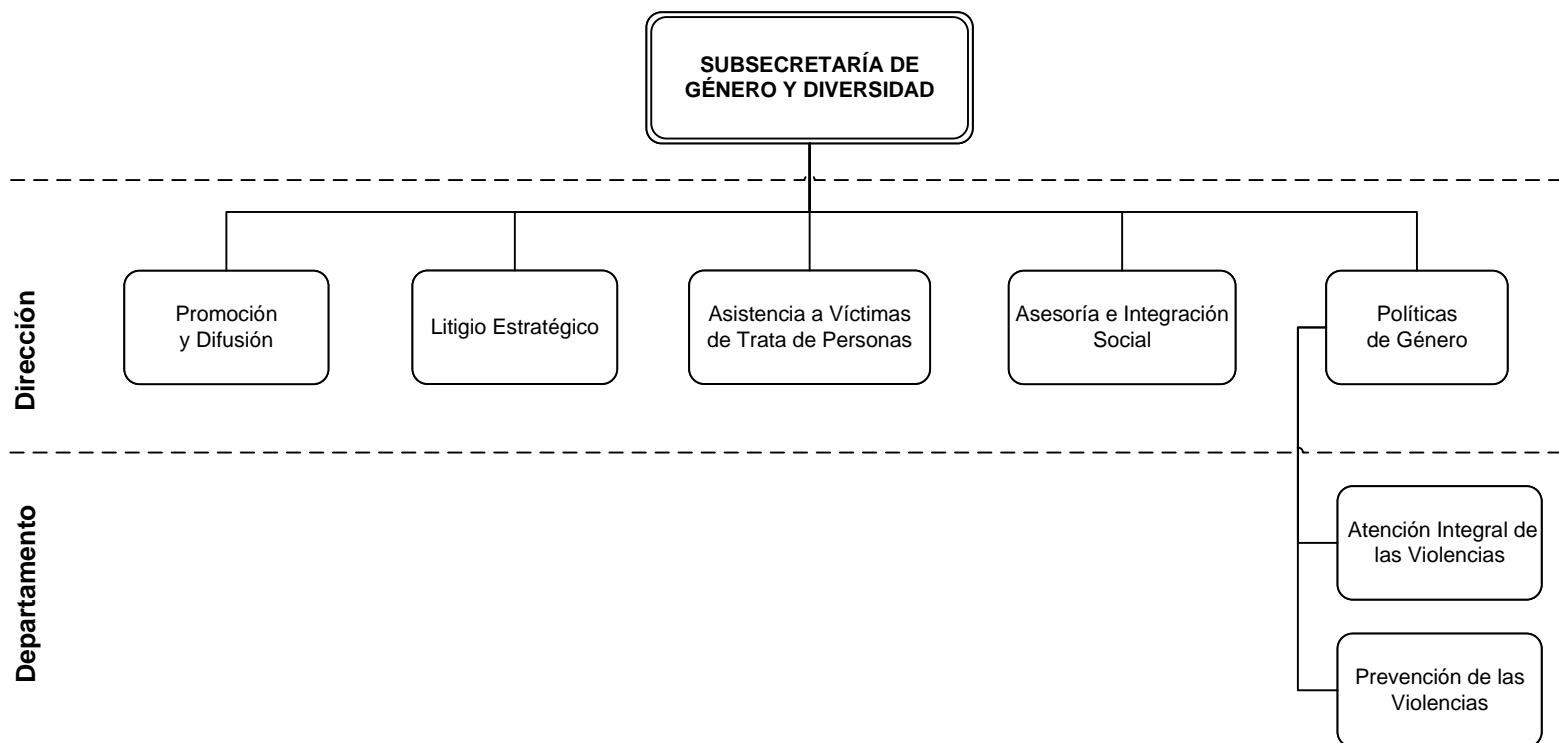 SUBSECRETARÍA DE
GÉNERO Y DIVERSIDAD
Dirección
Promoción
y Difusión
Litigio Estratégico
Asistencia a Víctimas
de Trata de Personas
Asesoría e Integración
Social
Políticas
de Género
Departamento
Atención Integral de
las Violencias
Prevención de las
Violencias